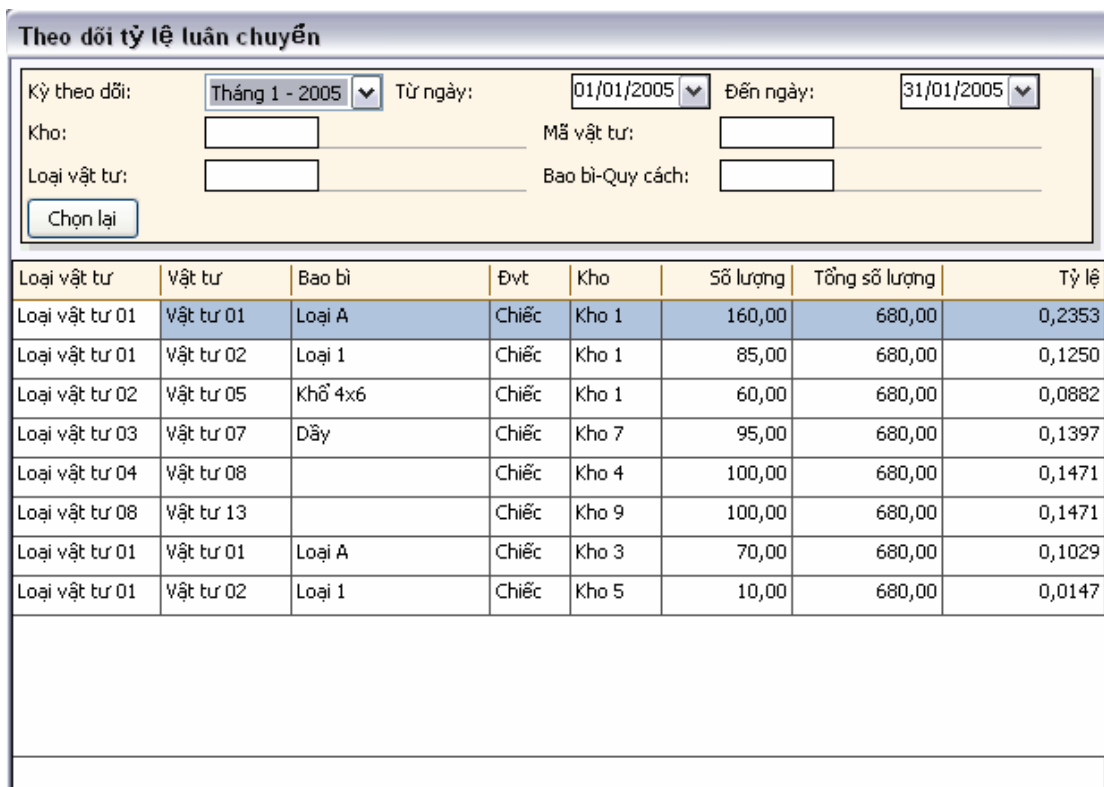 Theo dõi tỷ lệ luân chuyển
Kỳ theo dõi: Tháng 1 - 2005 Từ ngày: 01/01/2005 Đến ngày: 31/01/2005
Kho: Mã vật tư:
Loại vật tư: Bao bì-Quy cách:
Chọn lại
Loại vật tư Vật tư Bao bì Đvt Kho Số lượng Tổng số lượng Tỷ lệ
Loại vật tư 01 Vật tư 01 Loại A Chiếc Kho 1 160,00 680,00 0,2353
Loại vật tư 01 Vật tư 02 Loại 1 Chiếc Kho 1 85,00 680,00 0,1250
Loại vật tư 02 Vật tư 05 Khổ 4x6 Chiếc Kho 1 60,00 680,00 0,0882
Loại vật tư 03 Vật tư 07 Dầy Chiếc Kho 7 95,00 680,00 0,1397
Loại vật tư 04 Vật tư 08 Chiếc Kho 4 100,00 680,00 0,1471
Loại vật tư 08 Vật tư 13 Chiếc Kho 9 100,00 680,00 0,1471
Loại vật tư 01 Vật tư 01 Loại A Chiếc Kho 3 70,00 680,00 0,1029
Loại vật tư 01 Vật tư 02 Loại 1 Chiếc Kho 5 10,00 680,00 0,0147